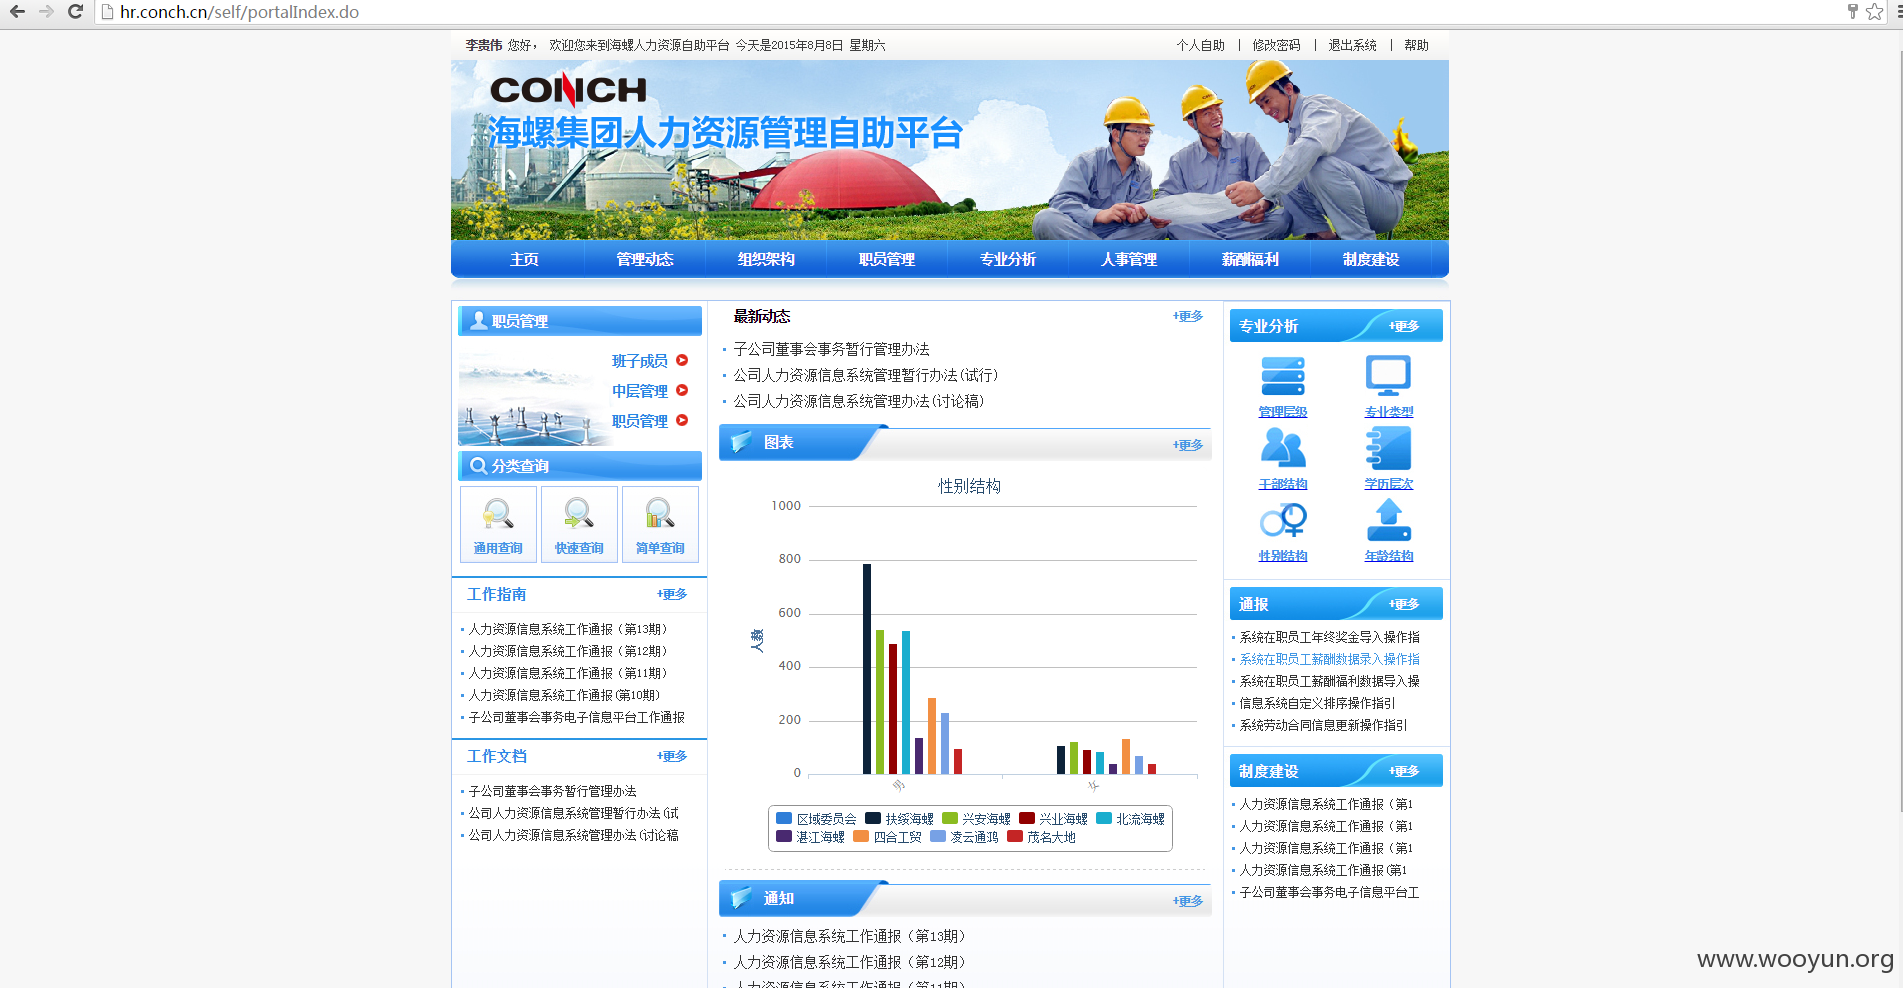 hr.conch.cn/self/portalIndex.do
李贵伟 您好， 欢迎您来到海螺人力资源自助平台 今天是2015年8月8日 星期六
个人自助 | 修改密码 | 退出系统 | 帮助
CONCH
海螺集团人力资源管理自助平台
主页 管理动态 组织架构 职员管理 专业分析 人事管理 薪酬福利 制度建设
职员管理
班子成员
中层管理
职员管理
分类查询
通用查询 快速查询 简单查询
工作指南 +更多
人力资源信息系统工作通报（第13期）
人力资源信息系统工作通报（第12期）
人力资源信息系统工作通报（第11期）
人力资源信息系统工作通报(第10期)
子公司董事会事务电子信息平台工作通报
工作文档 +更多
子公司董事会事务暂行管理办法
公司人力资源信息系统管理暂行办法(试
公司人力资源信息系统管理办法(讨论稿
最新动态 +更多
子公司董事会事务暂行管理办法
公司人力资源信息系统管理暂行办法(试行)
公司人力资源信息系统管理办法(讨论稿)
图表 +更多
性别结构
1000
800
600
400
200
0
人数
男 女
区域委员会 扶绥海螺 兴安海螺 兴业海螺 北流海螺
湛江海螺 四合工贸 凌云通鸿 茂名大地
通知 +更多
人力资源信息系统工作通报（第13期）
人力资源信息系统工作通报（第12期）
人力资源信息系统工作通报（第11期）
专业分析 +更多
管理层级 专业类型
干部结构 学历层次
性别结构 年龄结构
通报 +更多
系统在职员工年终奖金导入操作指
系统在职员工薪酬数据录入操作指
系统在职员工薪酬福利数据导入操
信息系统自定义排序操作指引
系统劳动合同信息更新操作指引
制度建设 +更多
人力资源信息系统工作通报（第1
人力资源信息系统工作通报（第1
人力资源信息系统工作通报（第1
人力资源信息系统工作通报(第1
子公司董事会事务电子信息平台工
www.wooyun.org